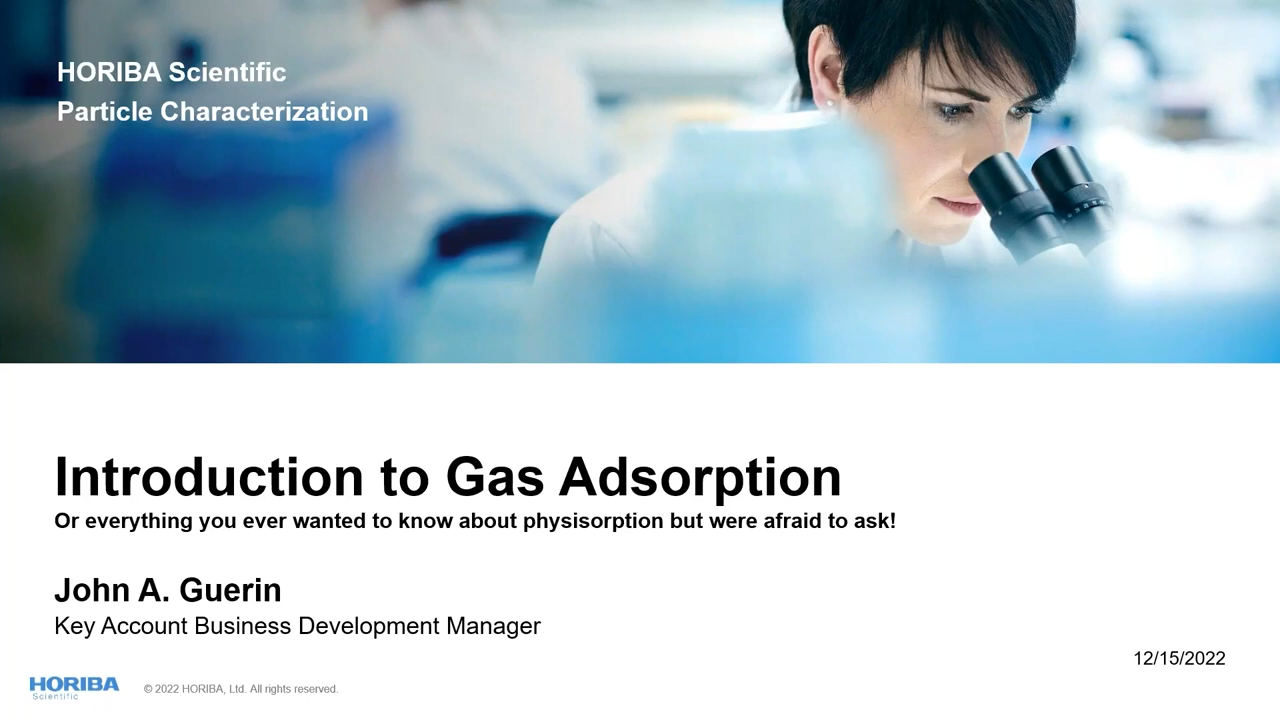 HORIBA Scientific
Particle Characterization
Introduction to Gas Adsorption
Or everything you ever wanted to know about physisorption but were afraid to ask!
John A. Guerin
Key Account Business Development Manager
12/15/2022
HORIBA
Scientific
© 2022 HORIBA, Ltd. All rights reserved.